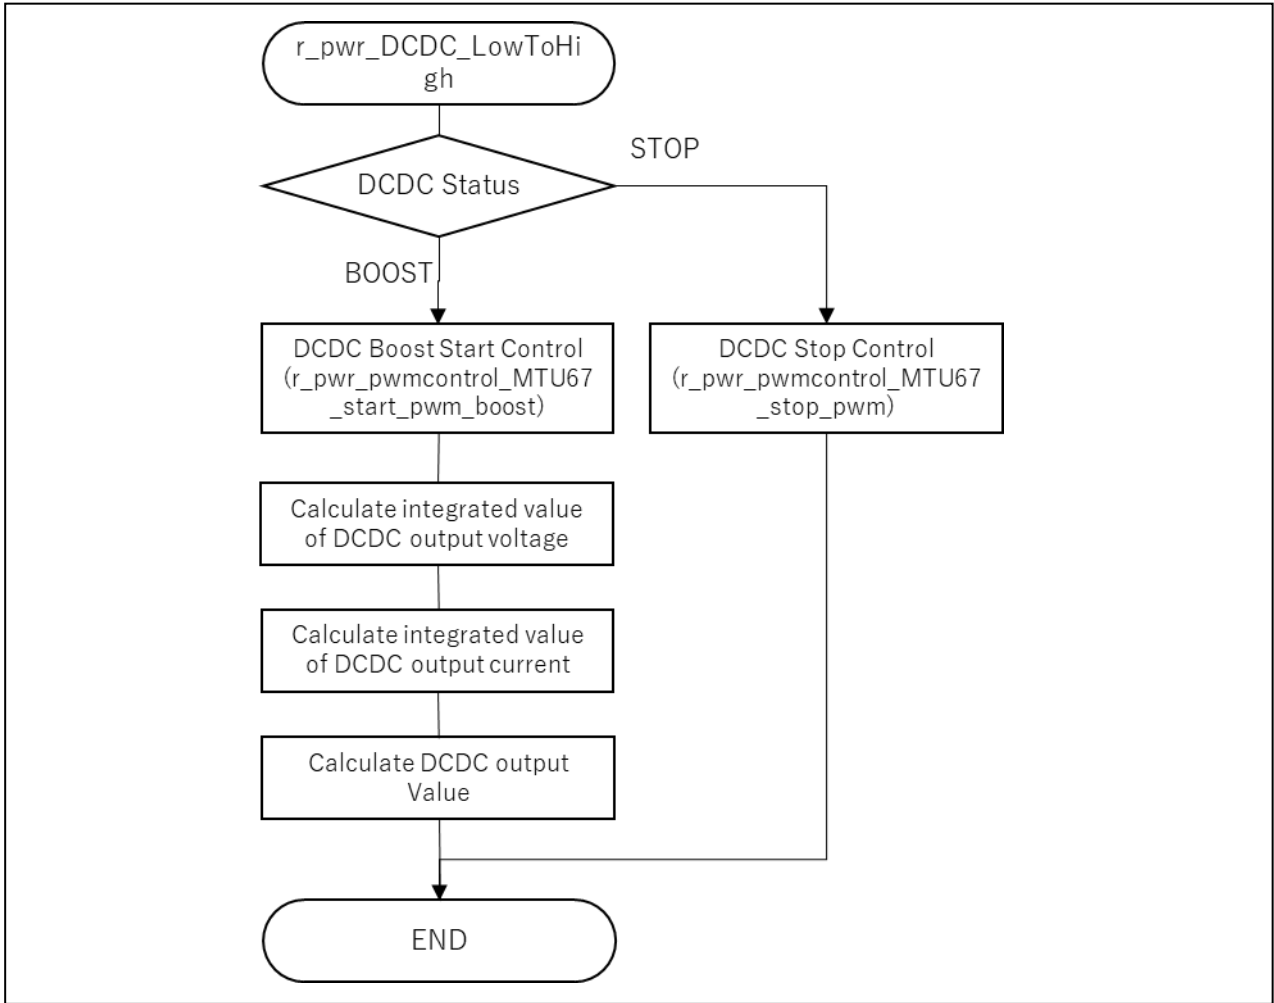 r_pwr_DCDC_LowToHi
gh
STOP
DCDC Status
BOOST
DCDC Boost Start Control
(r_pwr_pwmcontrol_MTU67
_start_pwm_boost)
DCDC Stop Control
(r_pwr_pwmcontrol_MTU67
_stop_pwm)
Calculate integrated value
of DCDC output voltage
Calculate integrated value
of DCDC output current
Calculate DCDC output
Value
END